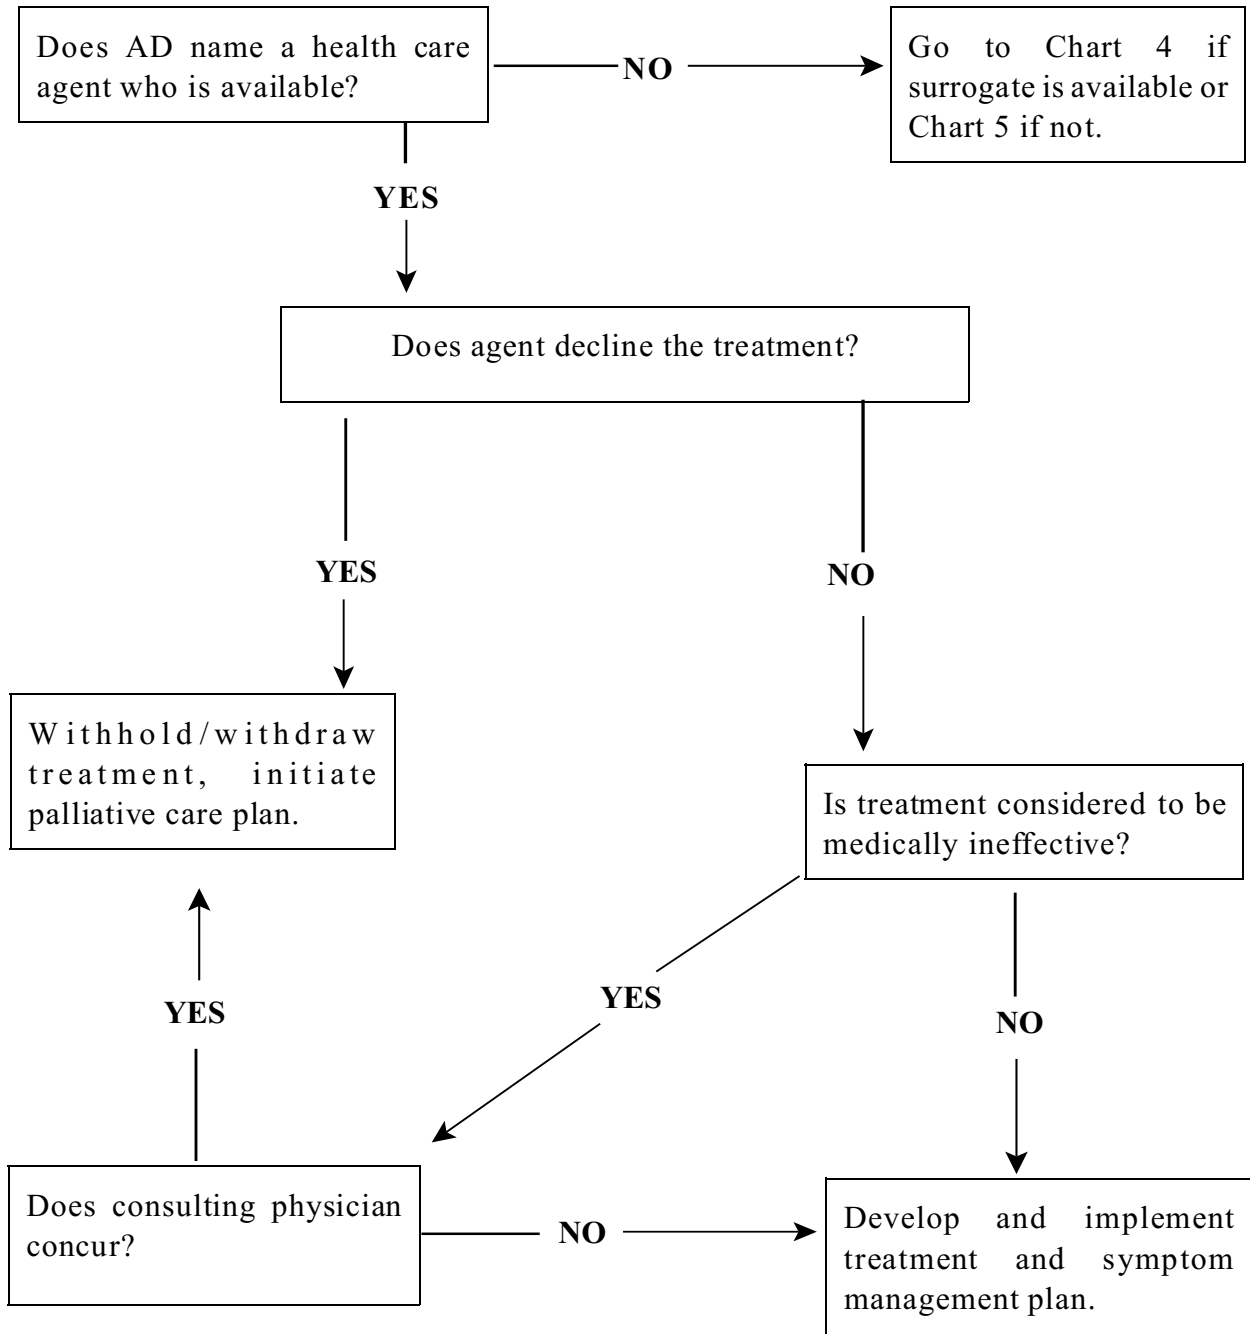 Does AD name a health care
agent who is available?
NO
Go to Chart 4 if
surrogate is available or
Chart 5 if not.
YES
Does agent decline the treatment?
YES
NO
Withhold/withdraw
treatment, initiate
palliative care plan.
Is treatment considered to be
medically ineffective?
YES
YES
NO
Does consulting physician
concur?
NO
Develop and implement
treatment and symptom
management plan.